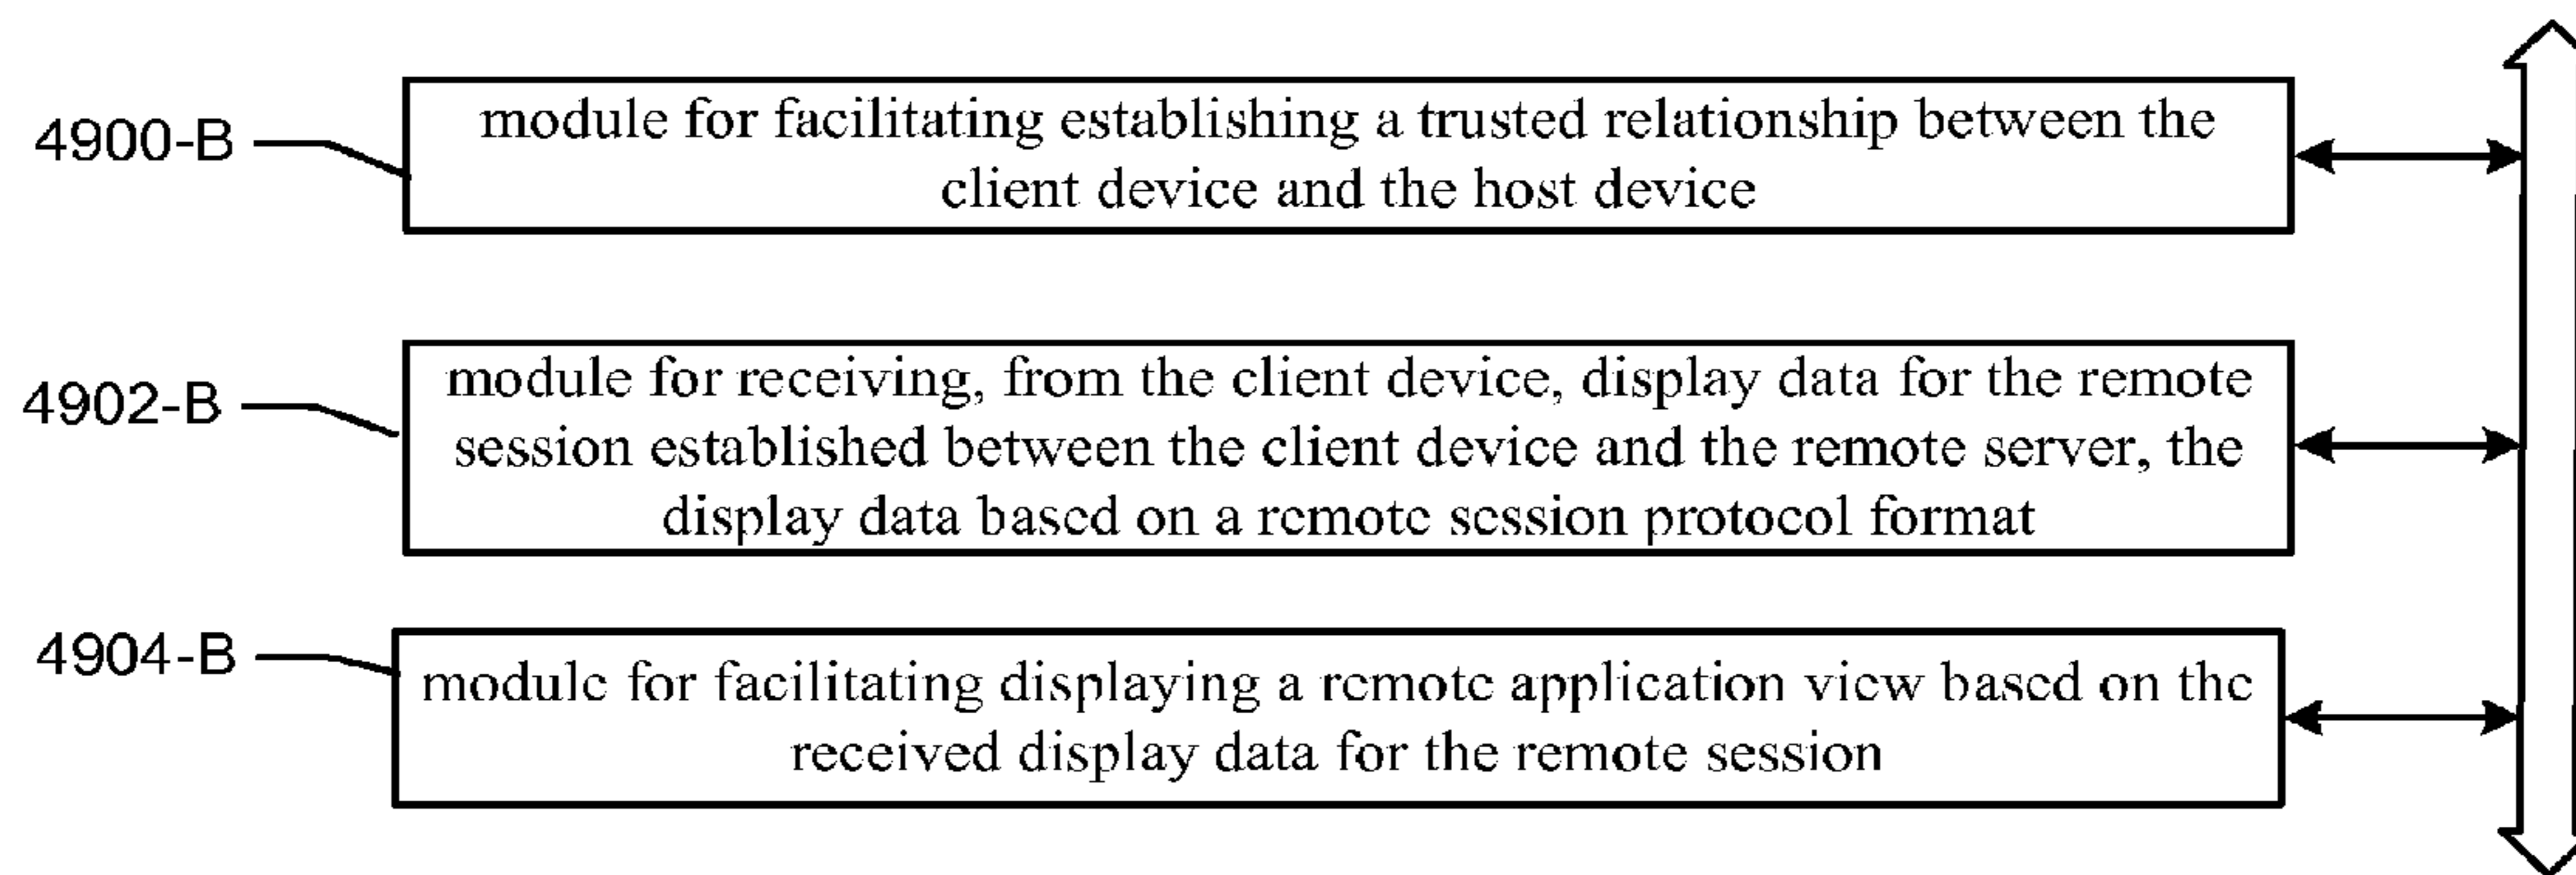 4900-B
module for facilitating establishing a trusted relationship between the
client device and the host device
4902-B
module for receiving, from the client device, display data for the remote
session established between the client device and the remote server, the
display data based on a remote session protocol format
4904-B
module for facilitating displaying a remote application view based on the
received display data for the remote session